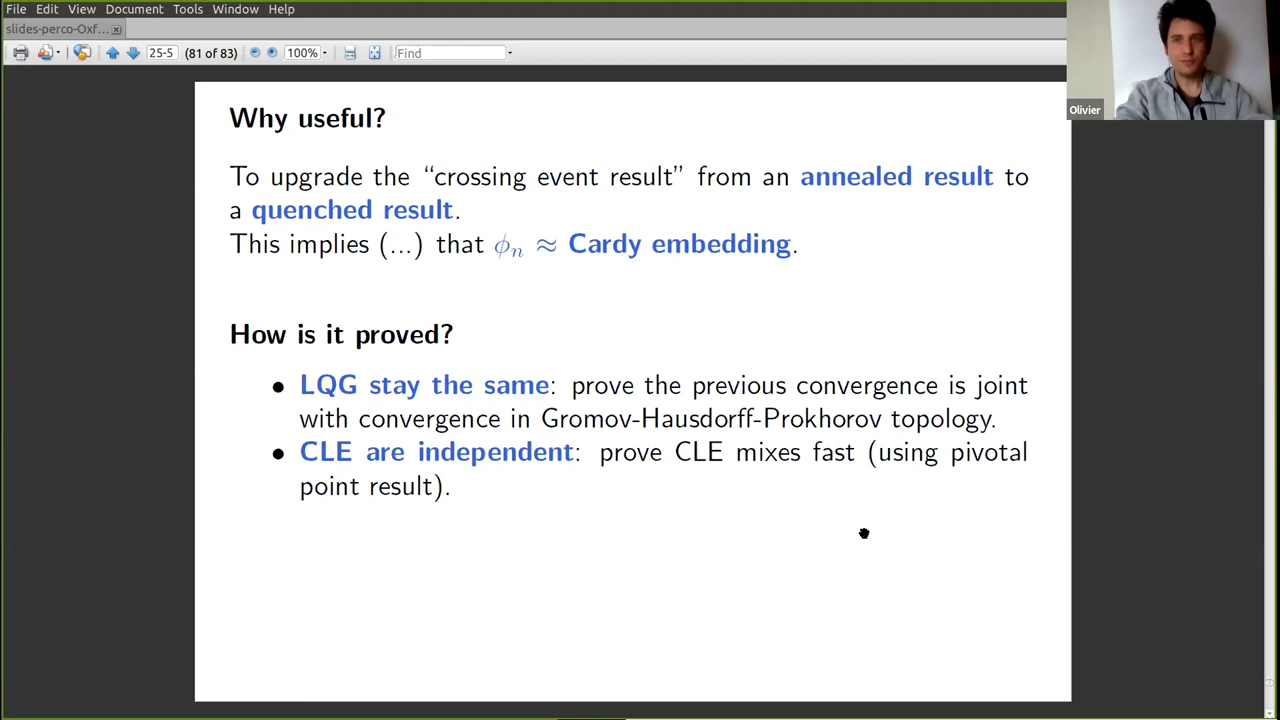 File Edit View Document Tools Window Help
slides-perco-Oxf...
25-5 (81 of 83) 100% Find
Olivier
Why useful?
To upgrade the “crossing event result” from an annealed result to
a quenched result.
This implies (...) that ϕn ≈ Cardy embedding.
How is it proved?
• LQG stay the same: prove the previous convergence is joint
with convergence in Gromov-Hausdorff-Prokhorov topology.
• CLE are independent: prove CLE mixes fast (using pivotal
point result).